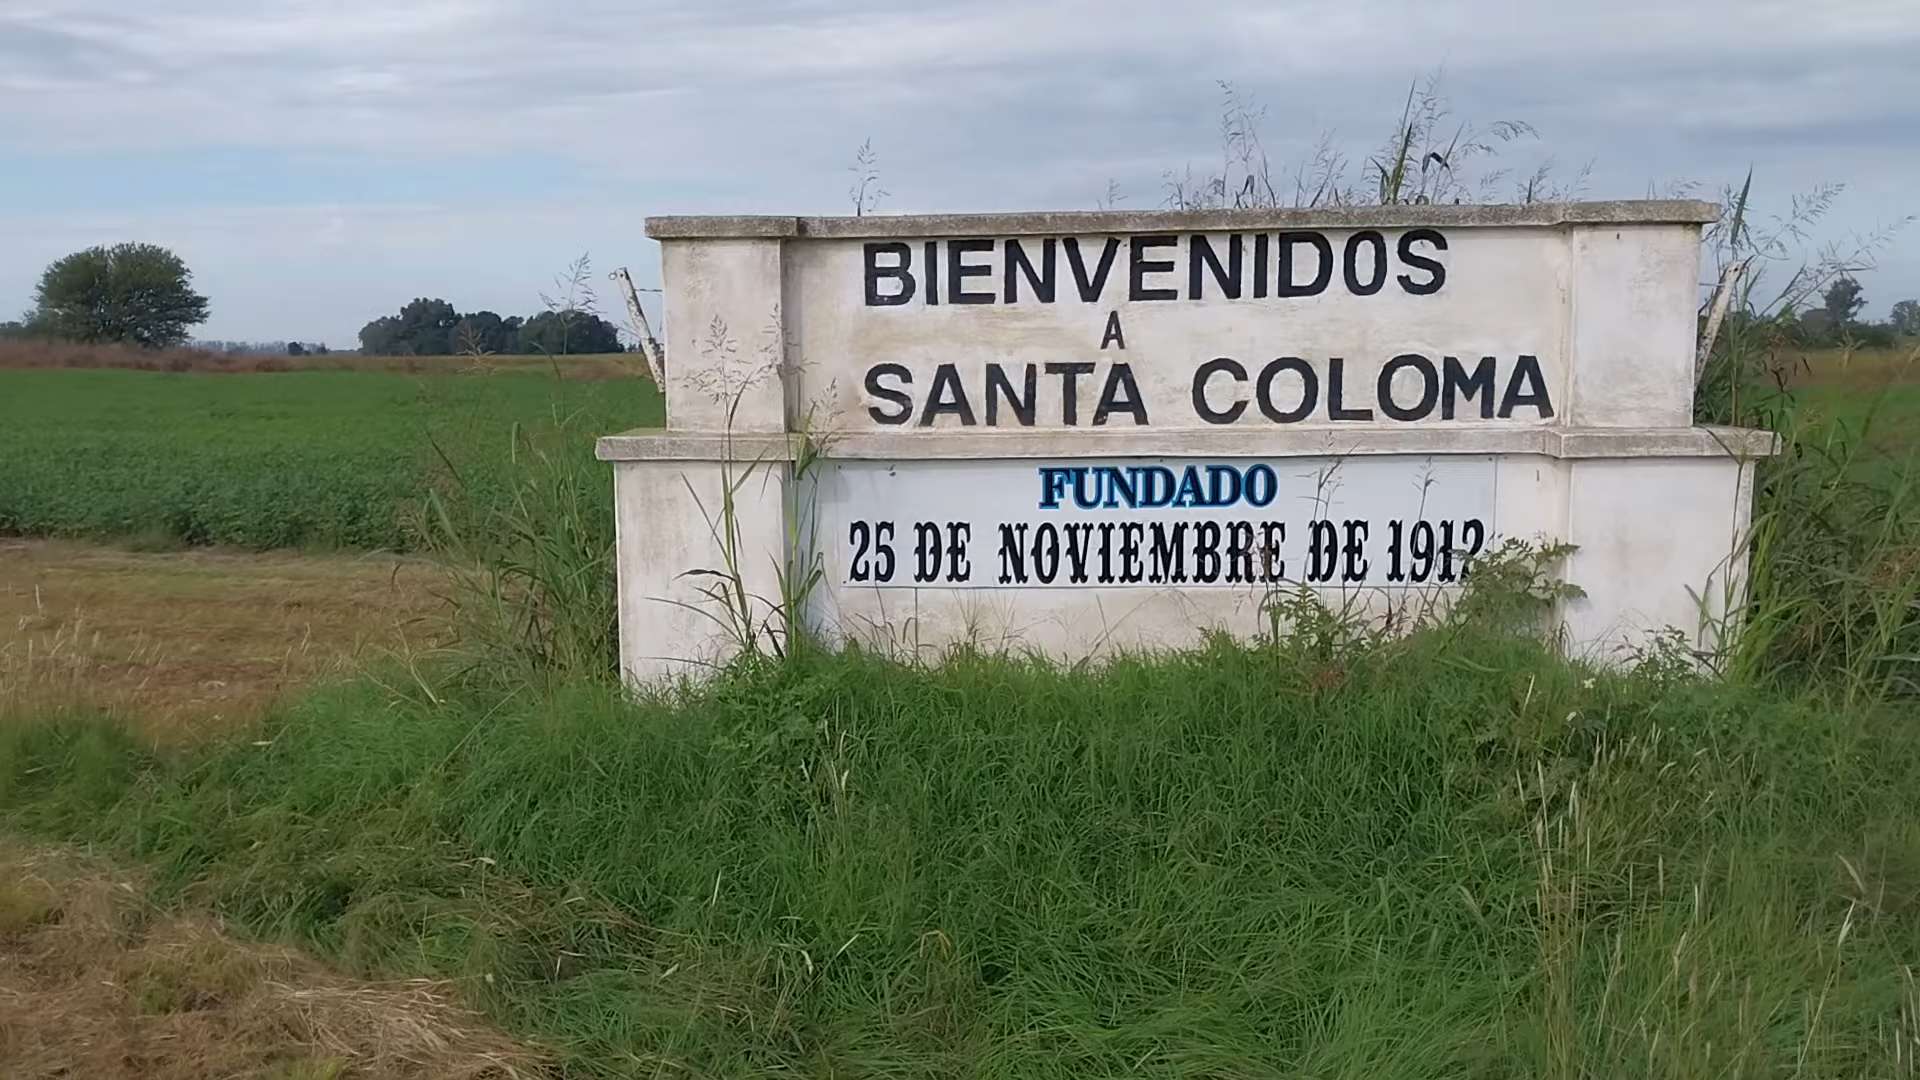 BIENVENIDOS
A
SANTA COLOMA
FUNDADO
25 DE NOVIEMBRE DE 1912